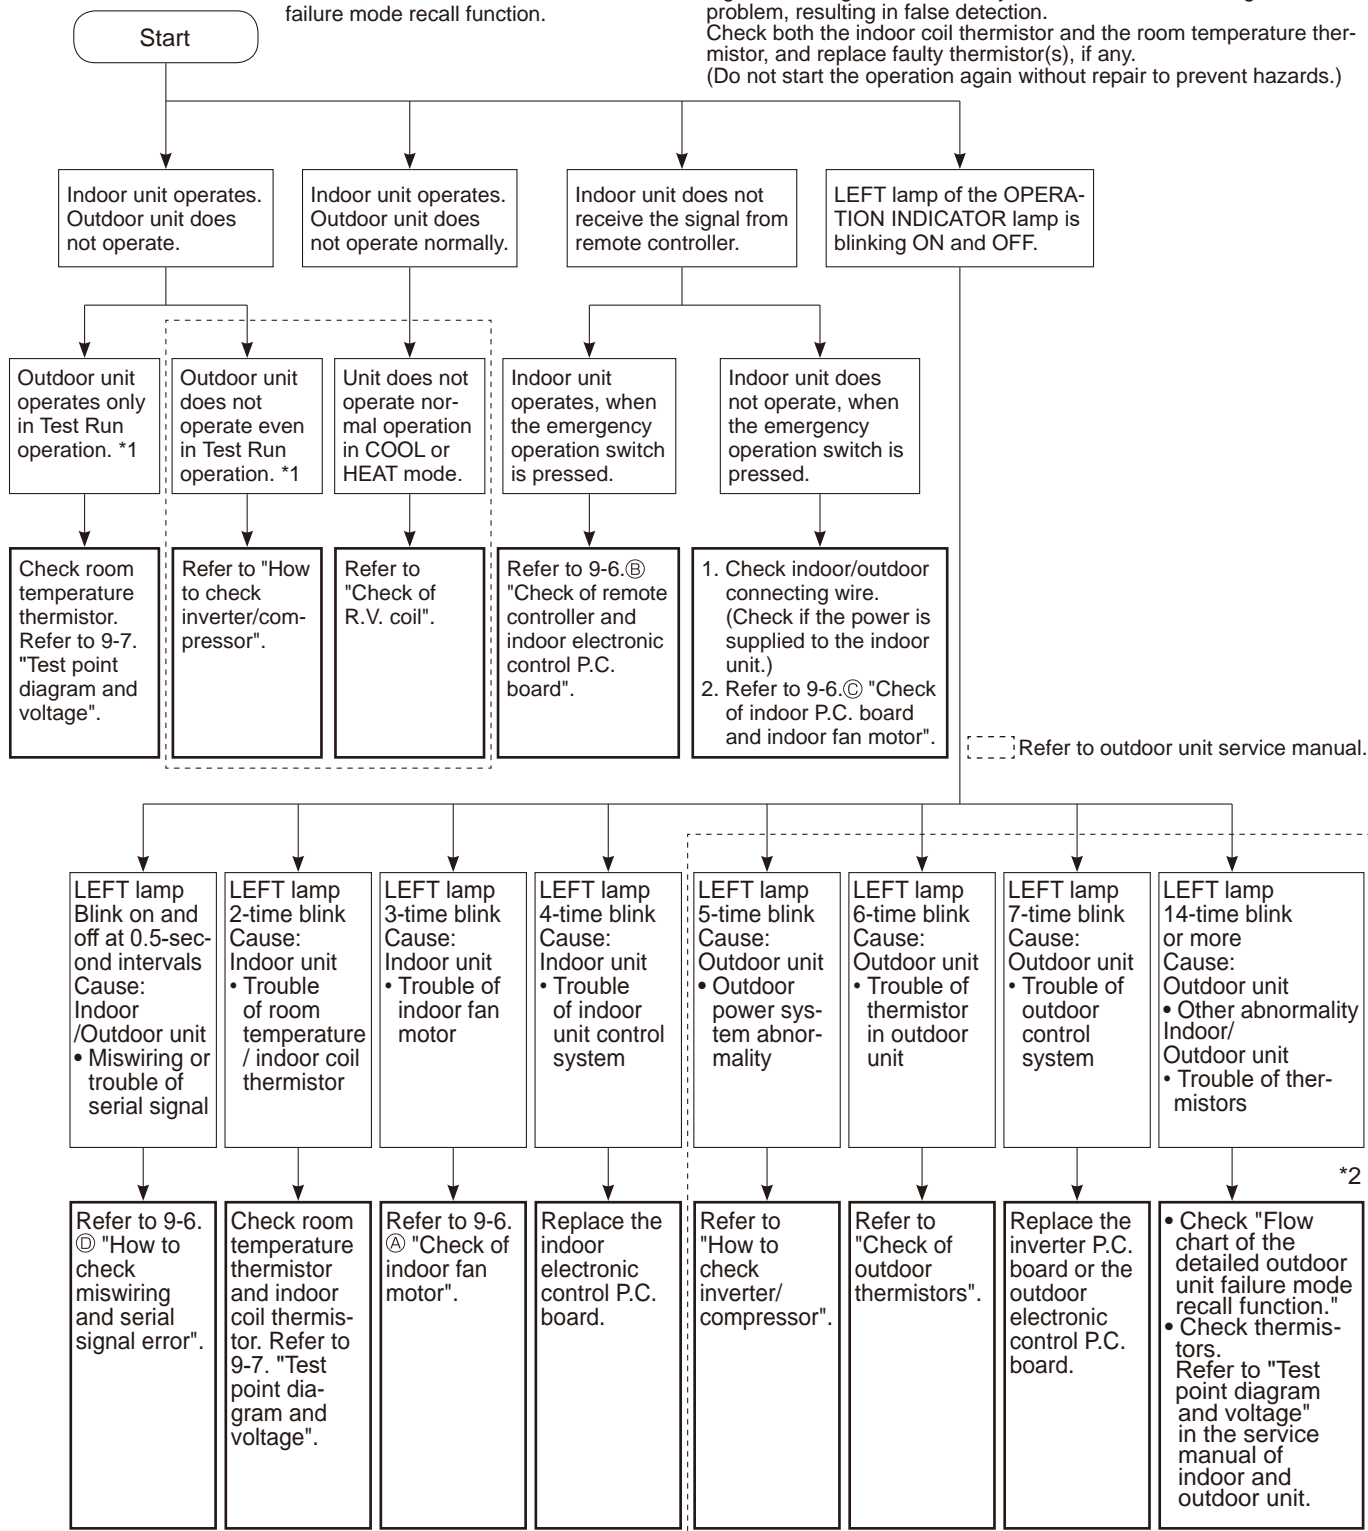 failure mode recall function.
problem, resulting in false detection.
Check both the indoor coil thermistor and the room temperature ther-
mistor, and replace faulty thermistor(s), if any.
(Do not start the operation again without repair to prevent hazards.)
Start
Indoor unit operates.
Outdoor unit does
not operate.
Indoor unit operates.
Outdoor unit does
not operate normally.
Indoor unit does not
receive the signal from
remote controller.
LEFT lamp of the OPERA-
TION INDICATOR lamp is
blinking ON and OFF.
Outdoor unit
operates only
in Test Run
operation. *1
Outdoor unit
does not
operate even
in Test Run
operation. *1
Unit does not
operate nor-
mal operation
in COOL or
HEAT mode.
Indoor unit
operates, when
the emergency
operation switch
is pressed.
Indoor unit does
not operate, when
the emergency
operation switch is
pressed.
Check room
temperature
thermistor.
Refer to 9-7.
"Test point
diagram and
voltage".
Refer to "How
to check
inverter/com-
pressor".
Refer to
"Check of
R.V. coil".
Refer to 9-6.Ⓑ
"Check of remote
controller and
indoor electronic
control P.C.
board".
1. Check indoor/outdoor
connecting wire.
(Check if the power is
supplied to the indoor
unit.)
2. Refer to 9-6.Ⓒ "Check
of indoor P.C. board
and indoor fan motor".
Refer to outdoor unit service manual.
LEFT lamp
Blink on and
off at 0.5-sec-
ond intervals
Cause:
Indoor
/Outdoor unit
• Miswiring or
trouble of
serial signal
LEFT lamp
2-time blink
Cause:
Indoor unit
• Trouble
of room
temperature
/ indoor coil
thermistor
LEFT lamp
3-time blink
Cause:
Indoor unit
• Trouble of
indoor fan
motor
LEFT lamp
4-time blink
Cause:
Indoor unit
• Trouble
of indoor
unit control
system
LEFT lamp
5-time blink
Cause:
Outdoor unit
• Outdoor
power sys-
tem abnor-
mality
LEFT lamp
6-time blink
Cause:
Outdoor unit
• Trouble of
thermistor
in outdoor
unit
LEFT lamp
7-time blink
Cause:
Outdoor unit
• Trouble of
outdoor
control
system
LEFT lamp
14-time blink
or more
Cause:
Outdoor unit
• Other abnormality
Indoor/
Outdoor unit
• Trouble of ther-
mistors
*2
Refer to 9-6.
Ⓓ "How to
check
miswiring
and serial
signal error".
Check room
temperature
thermistor
and indoor
coil thermis-
tor. Refer to
9-7. "Test
point dia-
gram and
voltage".
Refer to 9-6.
Ⓐ "Check of
indoor fan
motor".
Replace the
indoor
electronic
control P.C.
board.
Refer to
"How to
check
inverter/
compressor".
Refer to
"Check of
outdoor
thermistors".
Replace the
inverter P.C.
board or the
outdoor
electronic
control P.C.
board.
• Check "Flow
chart of the
detailed outdoor
unit failure mode
recall function."
• Check thermis-
tors.
Refer to "Test
point diagram
and voltage"
in the service
manual of
indoor and
outdoor unit.